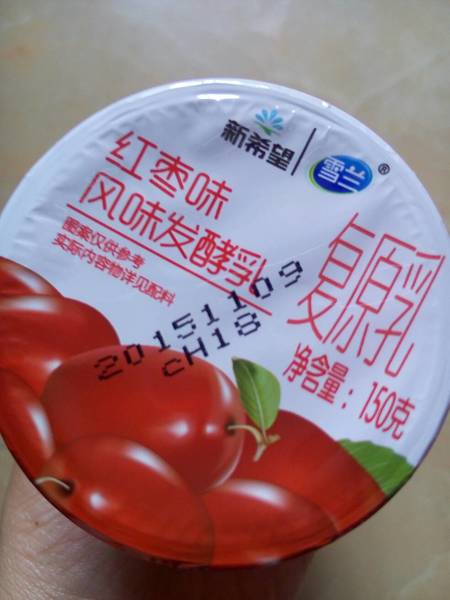 新希望
雪兰®
红枣味
风味发酵乳
图案仅供参考
实际内容物详见配料
复原乳
净含量：150克
20151109
CH18